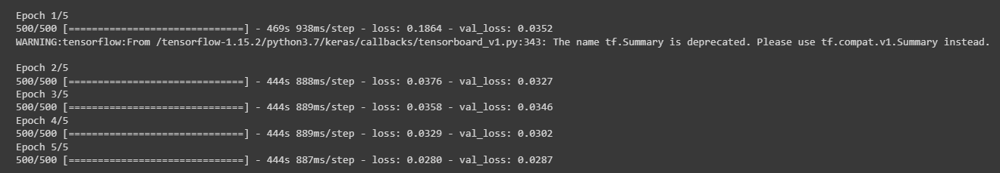 Epoch 1/5
500/500 [==============================] - 469s 938ms/step - loss: 0.1864 - val_loss: 0.0352
WARNING:tensorflow:From /tensorflow-1.15.2/python3.7/keras/callbacks/tensorboard_v1.py:343: The name tf.Summary is deprecated. Please use tf.compat.v1.Summary instead.
Epoch 2/5
500/500 [==============================] - 444s 888ms/step - loss: 0.0376 - val_loss: 0.0327
Epoch 3/5
500/500 [==============================] - 444s 889ms/step - loss: 0.0358 - val_loss: 0.0346
Epoch 4/5
500/500 [==============================] - 444s 889ms/step - loss: 0.0329 - val_loss: 0.0302
Epoch 5/5
500/500 [==============================] - 444s 887ms/step - loss: 0.0280 - val_loss: 0.0287